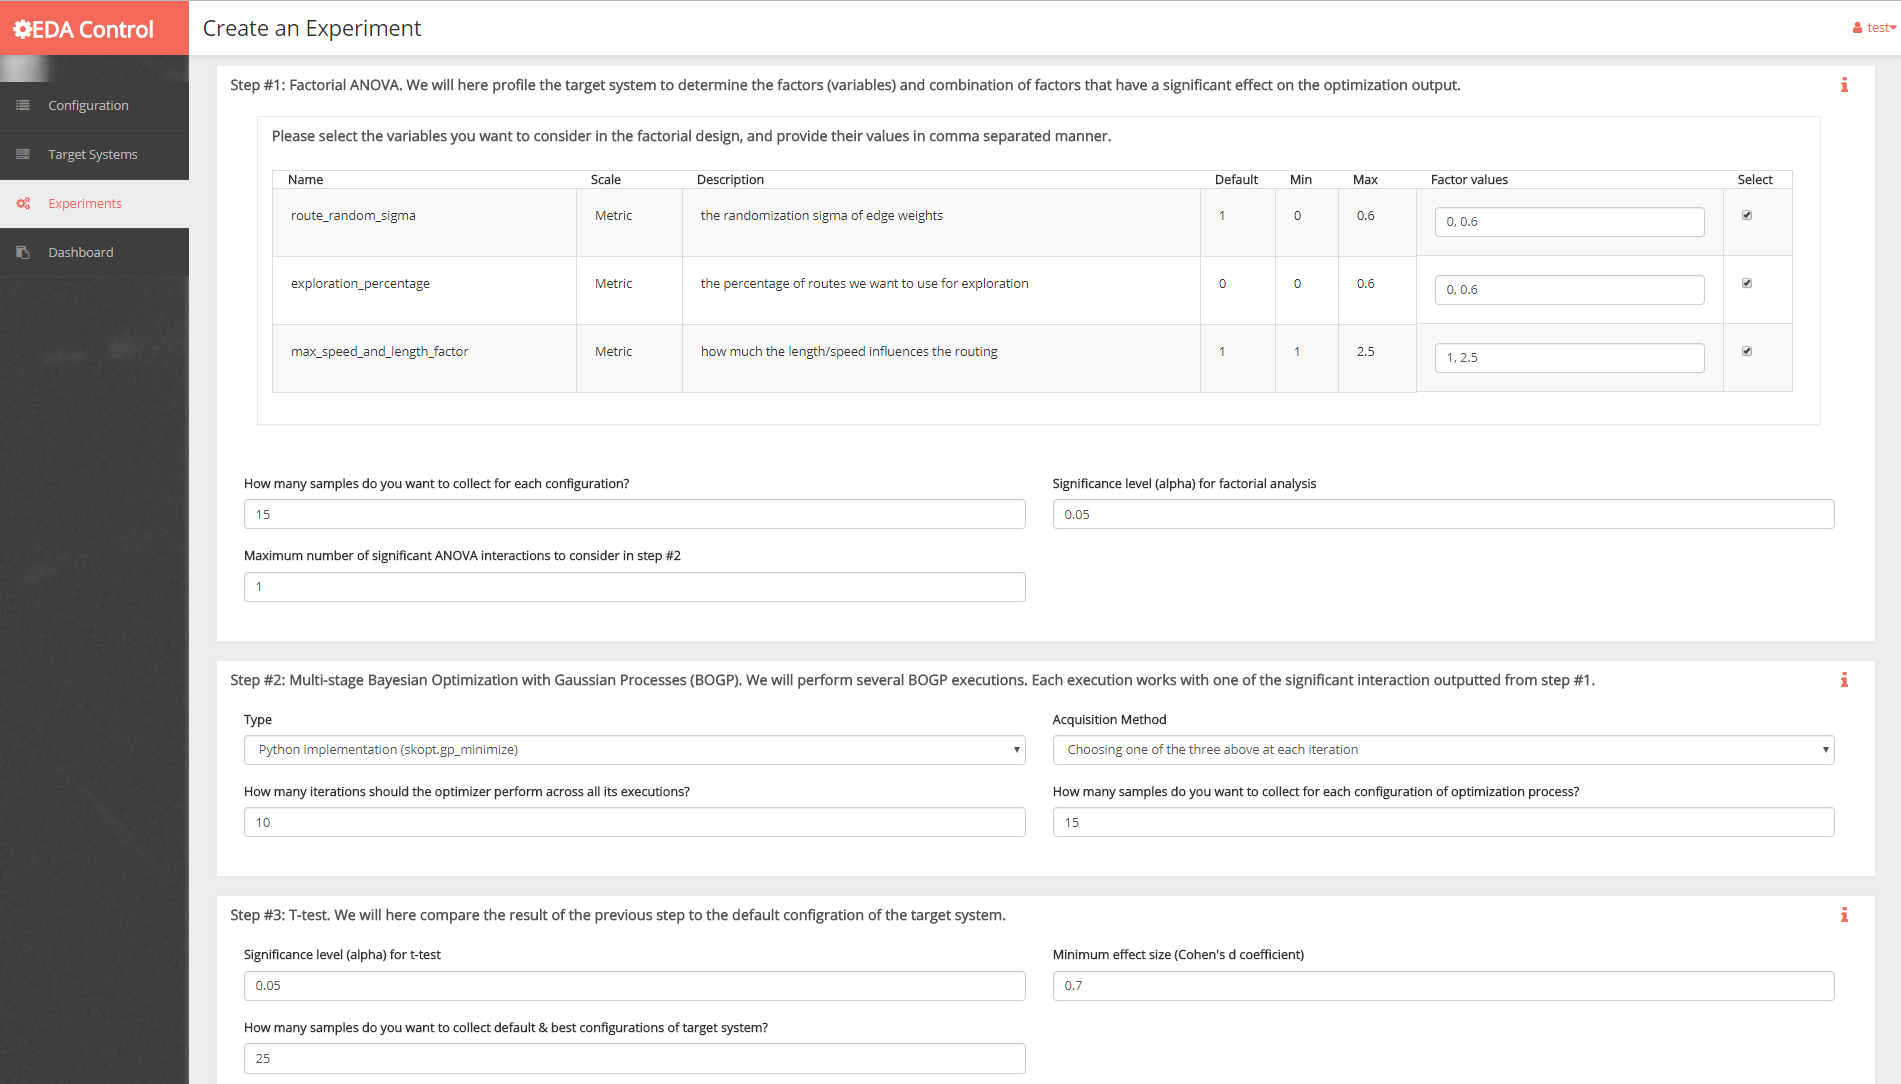 EDA Control
Create an Experiment
test
Configuration
Target Systems
Experiments
Dashboard
Step #1: Factorial ANOVA. We will here profile the target system to determine the factors (variables) and combination of factors that have a significant effect on the optimization output.
Please select the variables you want to consider in the factorial design, and provide their values in comma separated manner.
Name Scale Description Default Min Max Factor values Select
route_random_sigma Metric the randomization sigma of edge weights 1 0 0.6 0, 0.6
exploration_percentage Metric the percentage of routes we want to use for exploration 0 0 0.6 0, 0.6
max_speed_and_length_factor Metric how much the length/speed influences the routing 1 1 2.5 1, 2.5
How many samples do you want to collect for each configuration? Significance level (alpha) for factorial analysis
15 0.05
Maximum number of significant ANOVA interactions to consider in step #2
1
Step #2: Multi-stage Bayesian Optimization with Gaussian Processes (BOGP). We will perform several BOGP executions. Each execution works with one of the significant interaction outputted from step #1.
Type Acquisition Method
Python implementation (skopt.gp_minimize) Choosing one of the three above at each iteration
How many iterations should the optimizer perform across all its executions? How many samples do you want to collect for each configuration of optimization process?
10 15
Step #3: T-test. We will here compare the result of the previous step to the default configration of the target system.
Significance level (alpha) for t-test Minimum effect size (Cohen's d coefficient)
0.05 0.7
How many samples do you want to collect default & best configurations of target system?
25